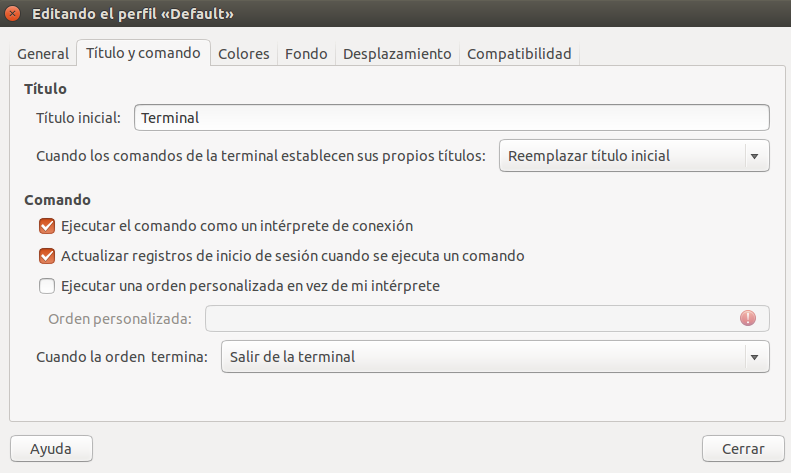 Editando el perfil «Default»
General Título y comando Colores Fondo Desplazamiento Compatibilidad
Título
Título inicial: Terminal
Cuando los comandos de la terminal establecen sus propios títulos: Reemplazar título inicial
Comando
Ejecutar el comando como un intérprete de conexión
Actualizar registros de inicio de sesión cuando se ejecuta un comando
Ejecutar una orden personalizada en vez de mi intérprete
Orden personalizada:
Cuando la orden  termina: Salir de la terminal
Ayuda Cerrar